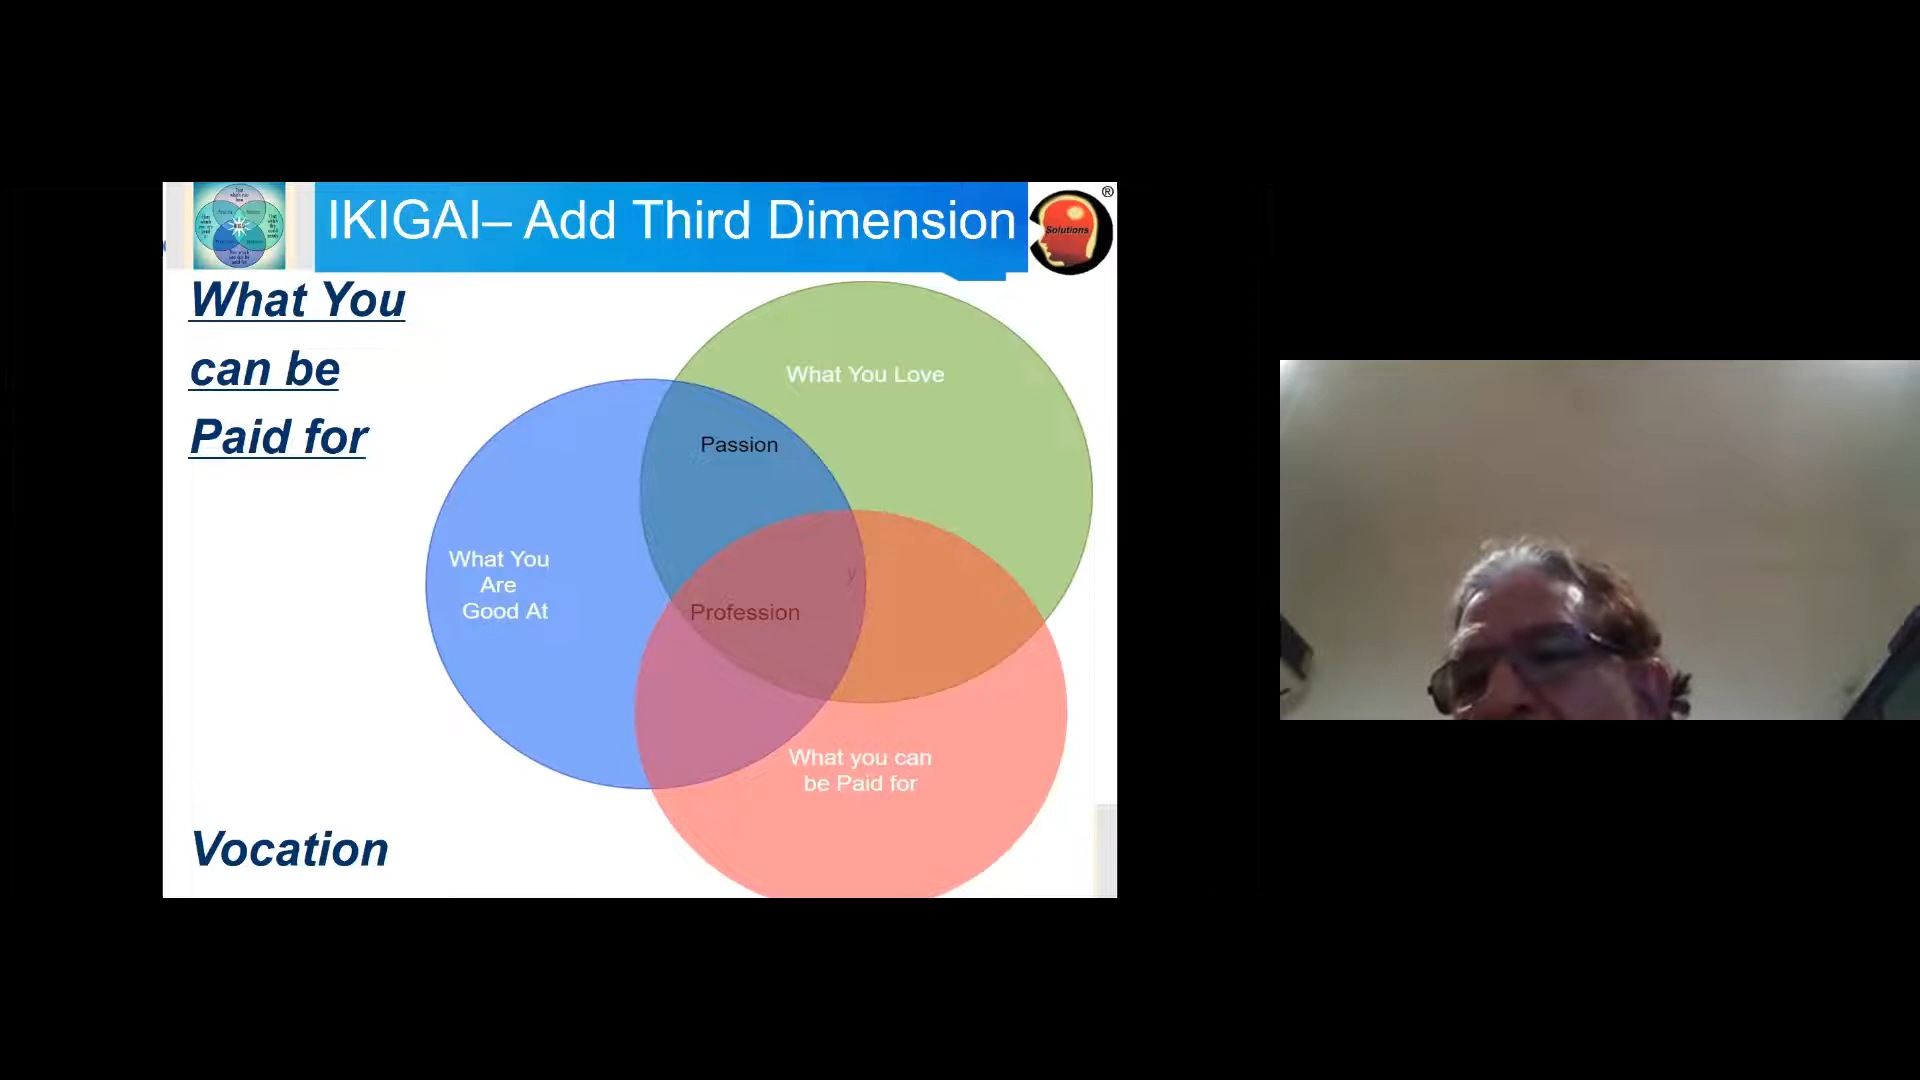 IKIGAI– Add Third Dimension
®
Solutions
What You
can be
Paid for
What You Love
Passion
What You
Are
Good At
y
Profession
What you can
be Paid for
Vocation